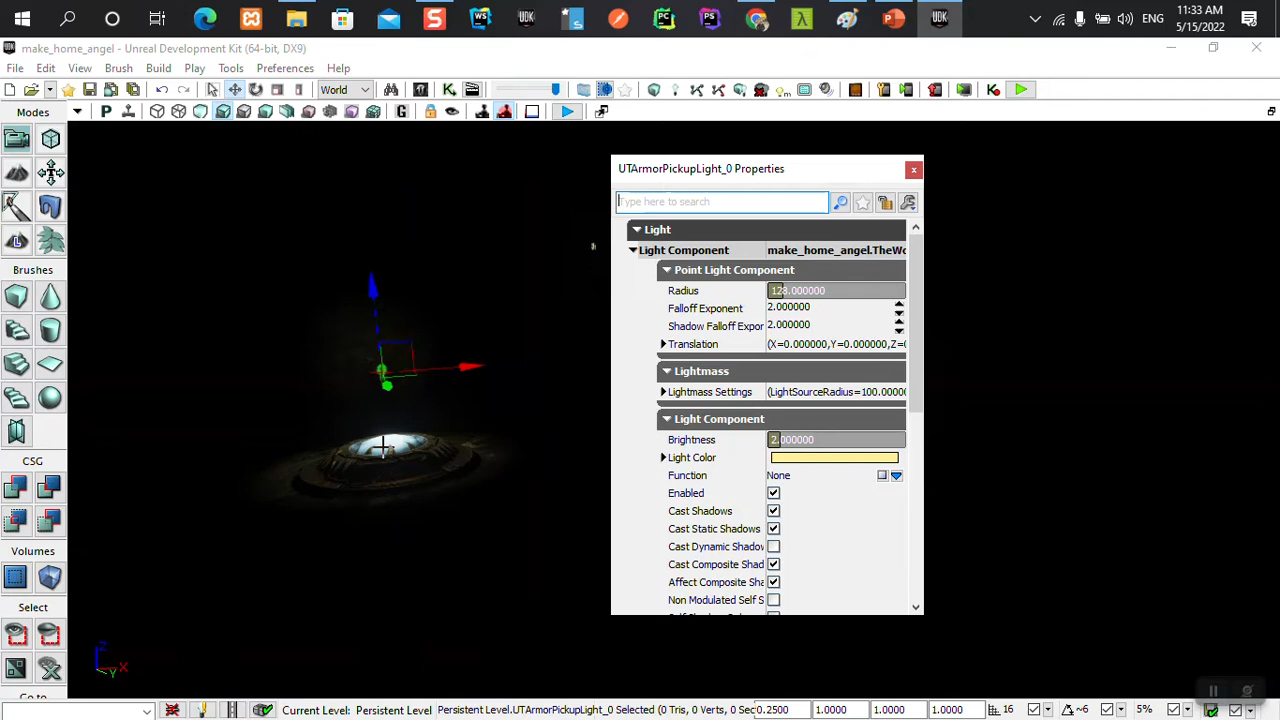 11:33 AM
ENG
5/15/2022
make_home_angel - Unreal Development Kit (64-bit, DX9)
File Edit View Brush Build Play Tools Preferences Help
World
Modes
Brushes
CSG
Volumes
Select
Go to
UTArmorPickupLight_0 Properties
Type here to search
Light
Light Component make_home_angel.TheWo
Point Light Component
Radius 128.000000
Falloff Exponent 2.000000
Shadow Falloff Expor 2.000000
Translation (X=0.000000,Y=0.000000,Z=0
Lightmass
Lightmass Settings (LightSourceRadius=100.0000
Light Component
Brightness 2.000000
Light Color
Function None
Enabled
Cast Shadows
Cast Static Shadows
Cast Dynamic Shadov
Cast Composite Shad
Affect Composite Sha
Non Modulated Self S
Z
X
Y
Current Level: Persistent Level
Persistent Level.UTArmorPickupLight_0 Selected (0 Tris, 0 Verts, 0 Sec
0.2500 1.0000 1.0000 1.0000
16
~6
5%